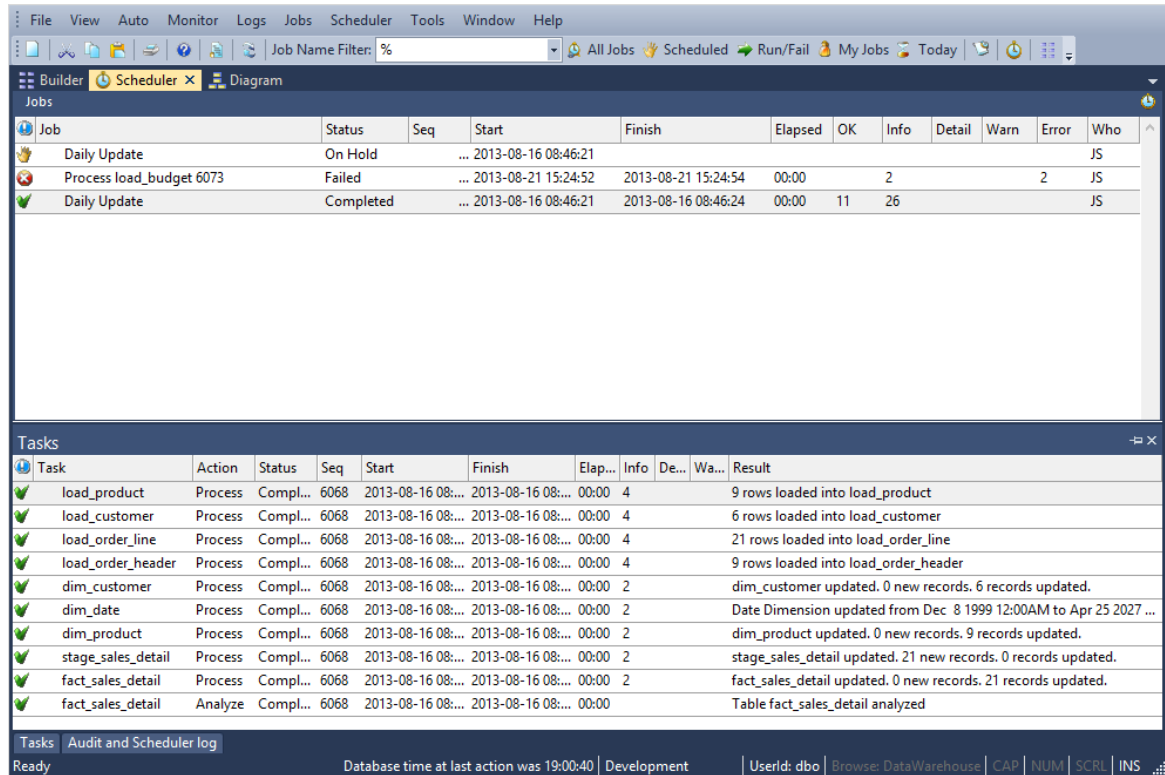 File View Auto Monitor Logs Jobs Scheduler Tools Window Help
Job Name Filter: % All Jobs Scheduled Run/Fail My Jobs Today
Builder Scheduler Diagram
Jobs
Job Status Seq Start Finish Elapsed OK Info Detail Warn Error Who
Daily Update On Hold ... 2013-08-16 08:46:21 JS
Process load_budget 6073 Failed ... 2013-08-21 15:24:52 2013-08-21 15:24:54 00:00 2 2 JS
Daily Update Completed ... 2013-08-16 08:46:21 2013-08-16 08:46:24 00:00 11 26 JS
Tasks
Task Action Status Seq Start Finish Elap... Info De... Wa... Result
load_product Process Compl... 6068 2013-08-16 08:... 2013-08-16 08:... 00:00 4 9 rows loaded into load_product
load_customer Process Compl... 6068 2013-08-16 08:... 2013-08-16 08:... 00:00 4 6 rows loaded into load_customer
load_order_line Process Compl... 6068 2013-08-16 08:... 2013-08-16 08:... 00:00 4 21 rows loaded into load_order_line
load_order_header Process Compl... 6068 2013-08-16 08:... 2013-08-16 08:... 00:00 4 9 rows loaded into load_order_header
dim_customer Process Compl... 6068 2013-08-16 08:... 2013-08-16 08:... 00:00 2 dim_customer updated. 0 new records. 6 records updated.
dim_date Process Compl... 6068 2013-08-16 08:... 2013-08-16 08:... 00:00 2 Date Dimension updated from Dec 8 1999 12:00AM to Apr 25 2027 ...
dim_product Process Compl... 6068 2013-08-16 08:... 2013-08-16 08:... 00:00 2 dim_product updated. 0 new records. 9 records updated.
stage_sales_detail Process Compl... 6068 2013-08-16 08:... 2013-08-16 08:... 00:00 2 stage_sales_detail updated. 21 new records. 0 records updated.
fact_sales_detail Process Compl... 6068 2013-08-16 08:... 2013-08-16 08:... 00:00 2 fact_sales_detail updated. 0 new records. 21 records updated.
fact_sales_detail Analyze Compl... 6068 2013-08-16 08:... 2013-08-16 08:... 00:00 Table fact_sales_detail analyzed
Tasks Audit and Scheduler log
Ready Database time at last action was 19:00:40 Development UserId: dbo Browse: DataWarehouse CAP NUM SCRL INS